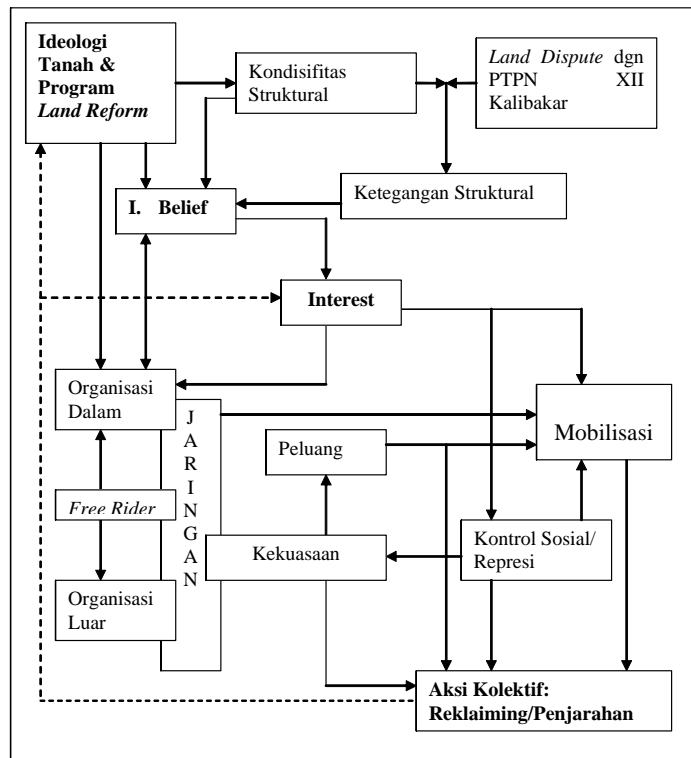 Ideologi
Tanah &
Program
Land Reform
Kondisifitas
Struktural
Land Dispute dgn
PTPN XII
Kalibakar
Ketegangan Struktural
I. Belief
Interest
Organisasi
Dalam
JARINGAN
Mobilisasi
Peluang
Free Rider
Kekuasaan
Kontrol Sosial/
Represi
Organisasi
Luar
Aksi Kolektif:
Reklaiming/Penjarahan